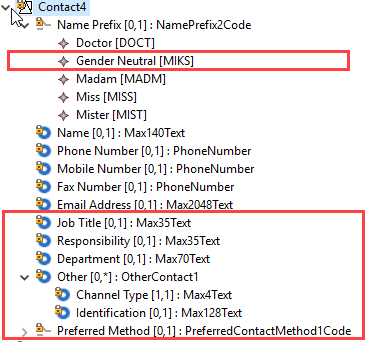 Contact4
Name Prefix [0,1] : NamePrefix2Code
Doctor [DOCT]
Gender Neutral [MIKS]
Madam [MADM]
Miss [MISS]
Mister [MIST]
Name [0,1] : Max140Text
Phone Number [0,1] : PhoneNumber
Mobile Number [0,1] : PhoneNumber
Fax Number [0,1] : PhoneNumber
Email Address [0,1] : Max2048Text
Job Title [0,1] : Max35Text
Responsibility [0,1] : Max35Text
Department [0,1] : Max70Text
Other [0,*] : OtherContact1
Channel Type [1,1] : Max4Text
Identification [0,1] : Max128Text
Preferred Method [0,1] : PreferredContactMethod1Code